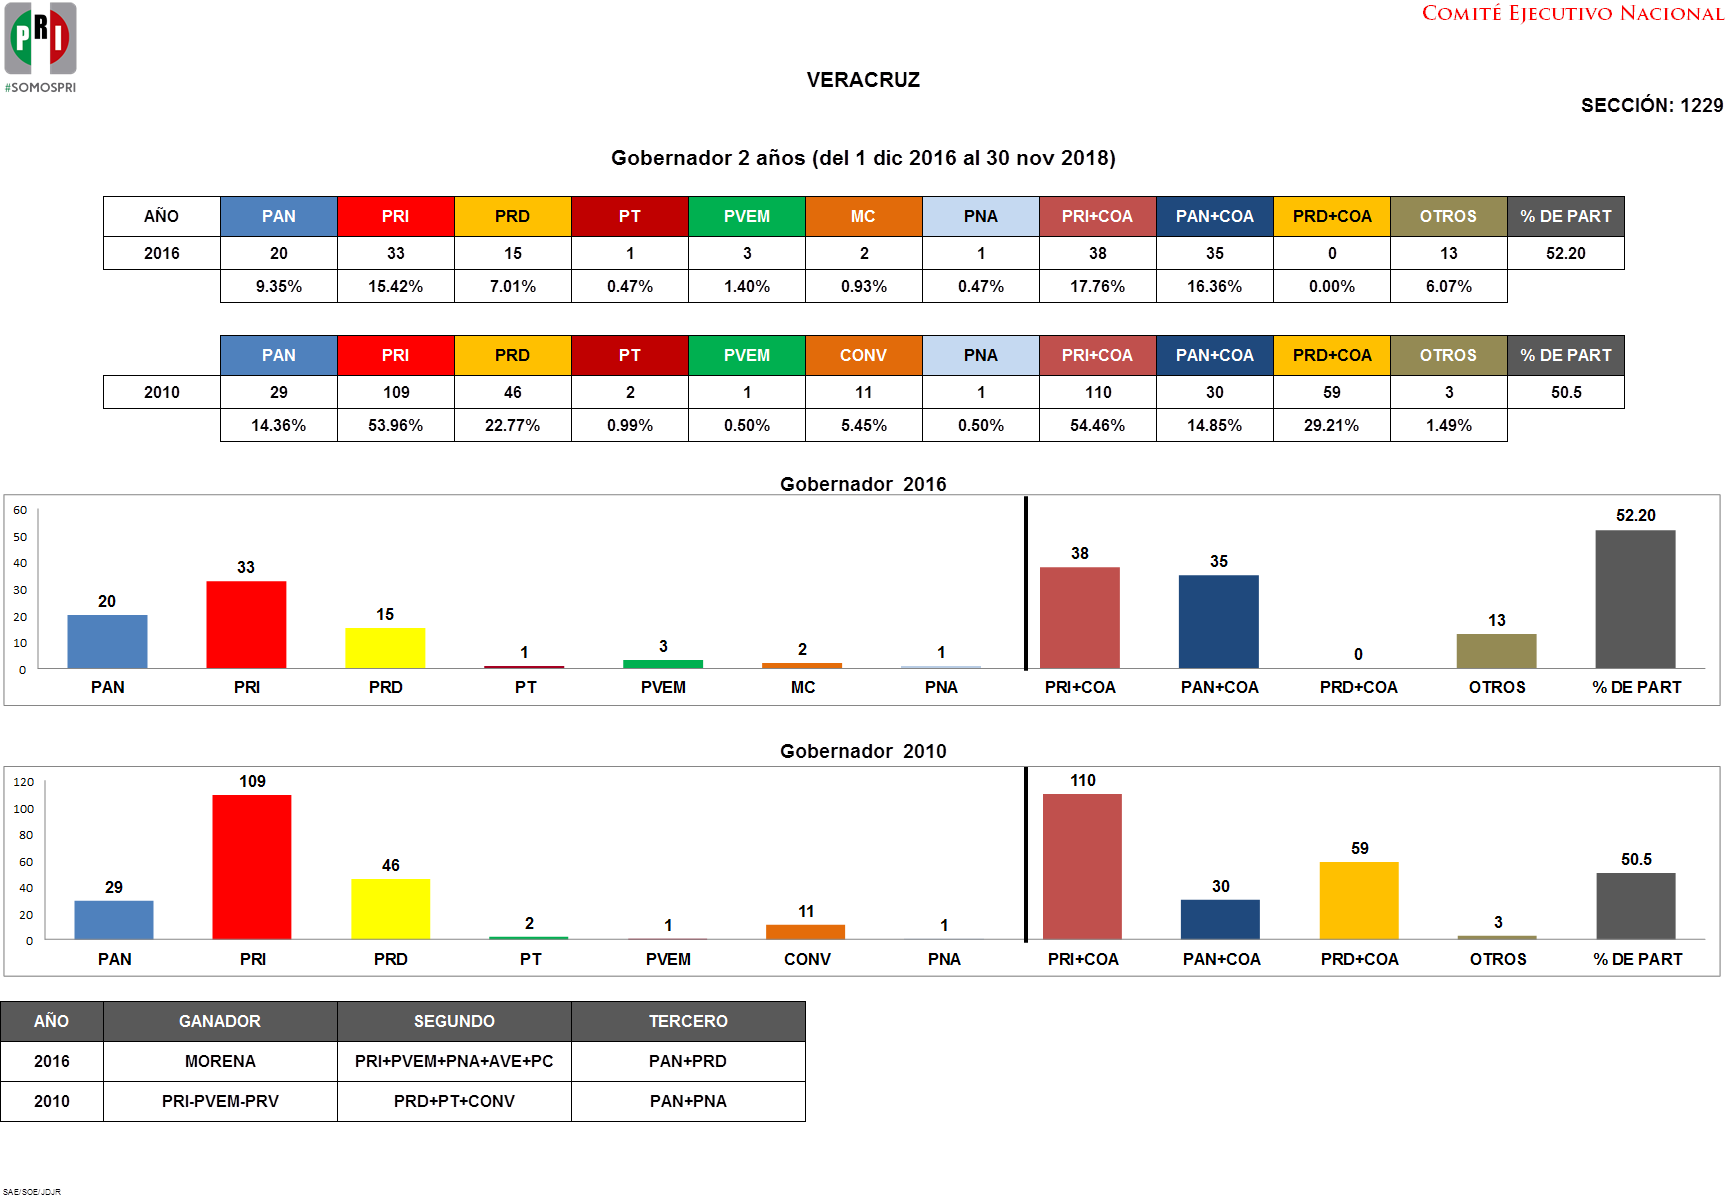 PRI
#SOMOSPRI
COMITÉ EJECUTIVO NACIONAL
VERACRUZ
SECCIÓN: 1229
Gobernador 2 años (del 1 dic 2016 al 30 nov 2018)
AÑO PAN PRI PRD PT PVEM MC PNA PRI+COA PAN+COA PRD+COA OTROS % DE PART
2016 20 33 15 1 3 2 1 38 35 0 13 52.20
9.35% 15.42% 7.01% 0.47% 1.40% 0.93% 0.47% 17.76% 16.36% 0.00% 6.07%
PAN PRI PRD PT PVEM CONV PNA PRI+COA PAN+COA PRD+COA OTROS % DE PART
2010 29 109 46 2 1 11 1 110 30 59 3 50.5
14.36% 53.96% 22.77% 0.99% 0.50% 5.45% 0.50% 54.46% 14.85% 29.21% 1.49%
Gobernador 2016
60
50
40
30
20
10
0
20 33 15 1 3 2 1 38 35 0 13 52.20
PAN PRI PRD PT PVEM MC PNA PRI+COA PAN+COA PRD+COA OTROS % DE PART
Gobernador 2010
120
100
80
60
40
20
0
29 109 46 2 1 11 1 110 30 59 3 50.5
PAN PRI PRD PT PVEM CONV PNA PRI+COA PAN+COA PRD+COA OTROS % DE PART
AÑO GANADOR SEGUNDO TERCERO
2016 MORENA PRI+PVEM+PNA+AVE+PC PAN+PRD
2010 PRI-PVEM-PRV PRD+PT+CONV PAN+PNA
SAE/SOE/JDJR